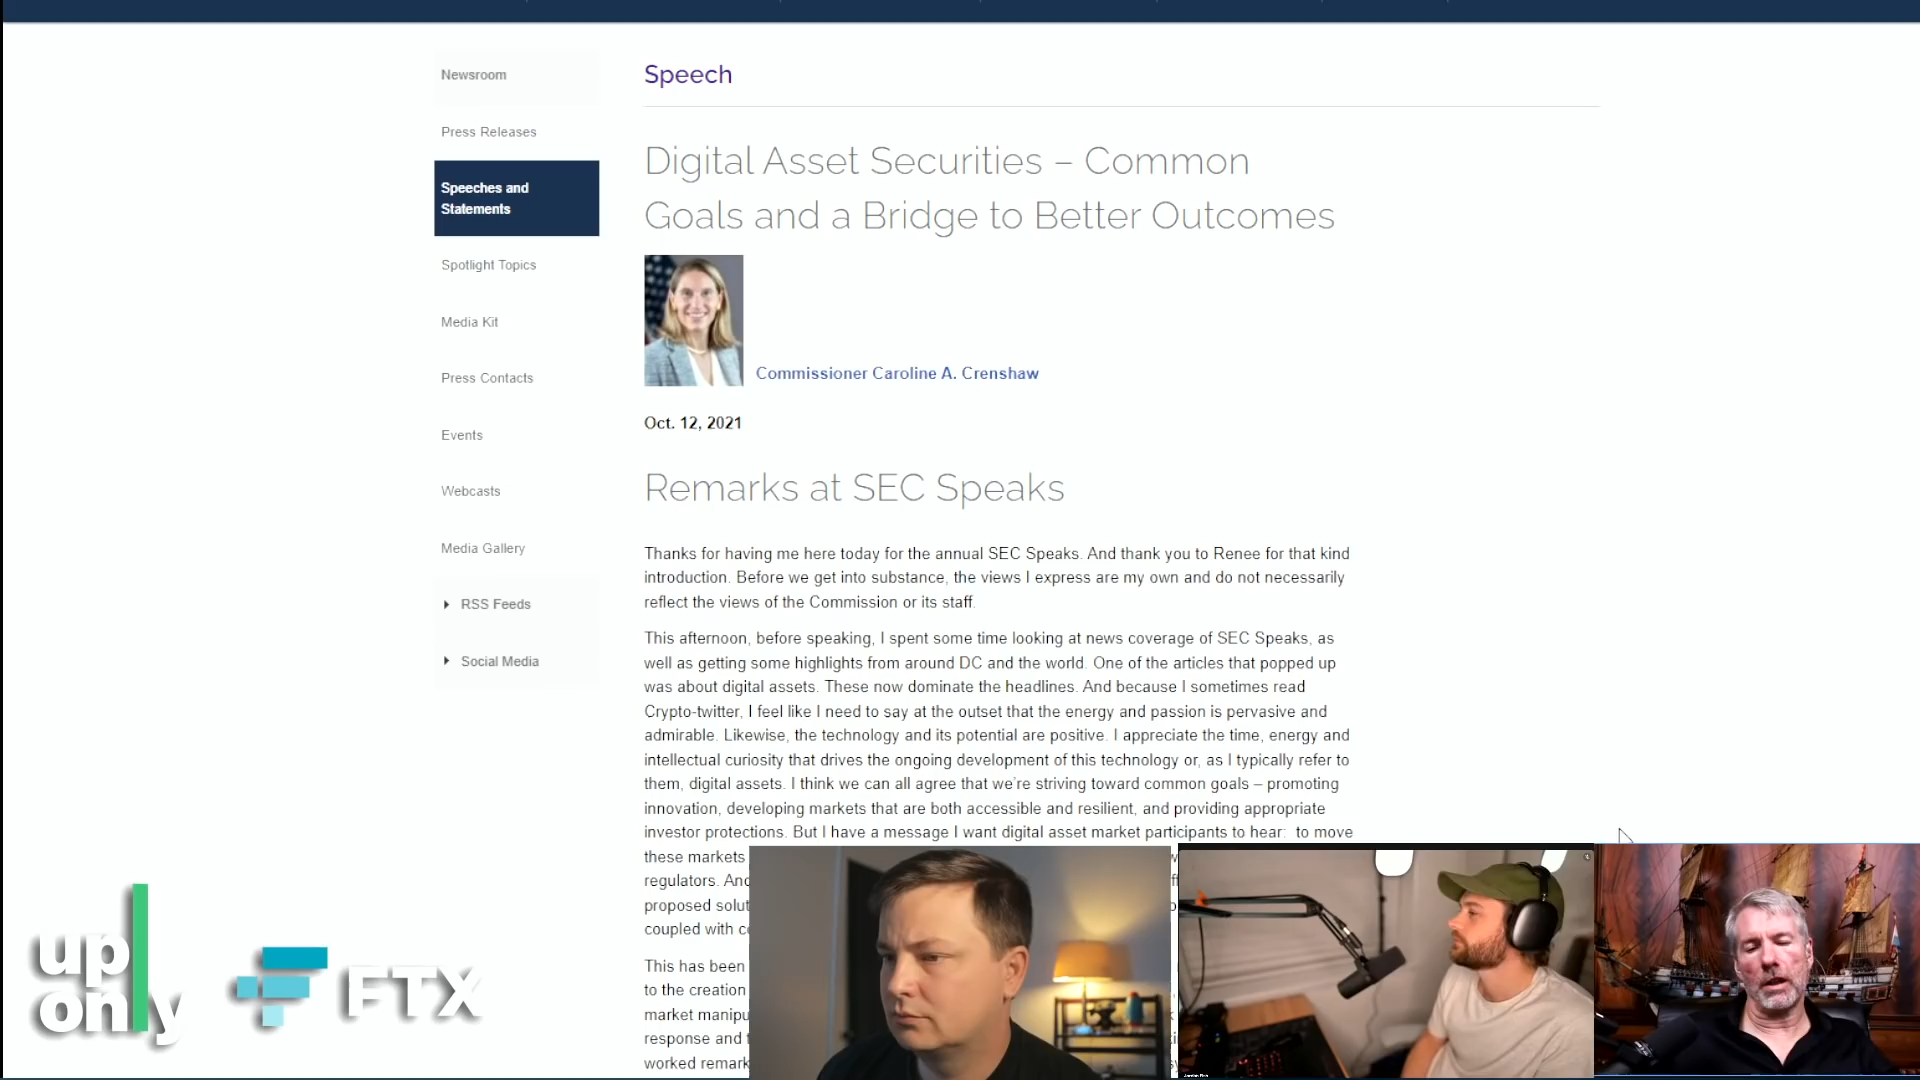 Newsroom
Press Releases
Speeches and
Statements
Spotlight Topics
Media Kit
Press Contacts
Events
Webcasts
Media Gallery
RSS Feeds
Social Media
Speech
Digital Asset Securities – Common
Goals and a Bridge to Better Outcomes
Commissioner Caroline A. Crenshaw
Oct. 12, 2021
Remarks at SEC Speaks
Thanks for having me here today for the annual SEC Speaks. And thank you to Renee for that kind
introduction. Before we get into substance, the views I express are my own and do not necessarily
reflect the views of the Commission or its staff.
This afternoon, before speaking, I spent some time looking at news coverage of SEC Speaks, as
well as getting some highlights from around DC and the world. One of the articles that popped up
was about digital assets. These now dominate the headlines. And because I sometimes read
Crypto-twitter, I feel like I need to say at the outset that the energy and passion is pervasive and
admirable. Likewise, the technology and its potential are positive. I appreciate the time, energy and
intellectual curiosity that drives the ongoing development of this technology or, as I typically refer to
them, digital assets. I think we can all agree that we're striving toward common goals – promoting
innovation, developing markets that are both accessible and resilient, and providing appropriate
investor protections. But I have a message I want digital asset market participants to hear: to move
these markets
regulators. And
proposed solut
coupled with c
This has been
to the creation
market manipu
response and
worked remark
up
only
FTX